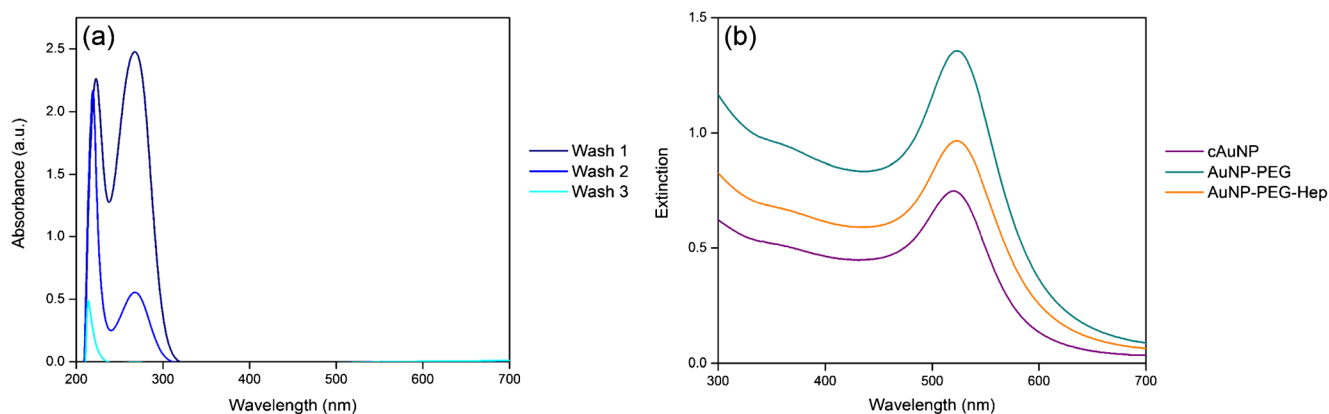 (a)
Absorbance (a.u.)
2.5
2.0
1.5
1.0
0.5
0.0
200 300 400 500 600 700
Wavelength (nm)
Wash 1
Wash 2
Wash 3
(b)
Extinction
1.5
1.0
0.5
0.0
300 400 500 600 700
Wavelength (nm)
cAuNP
AuNP-PEG
AuNP-PEG-Hep